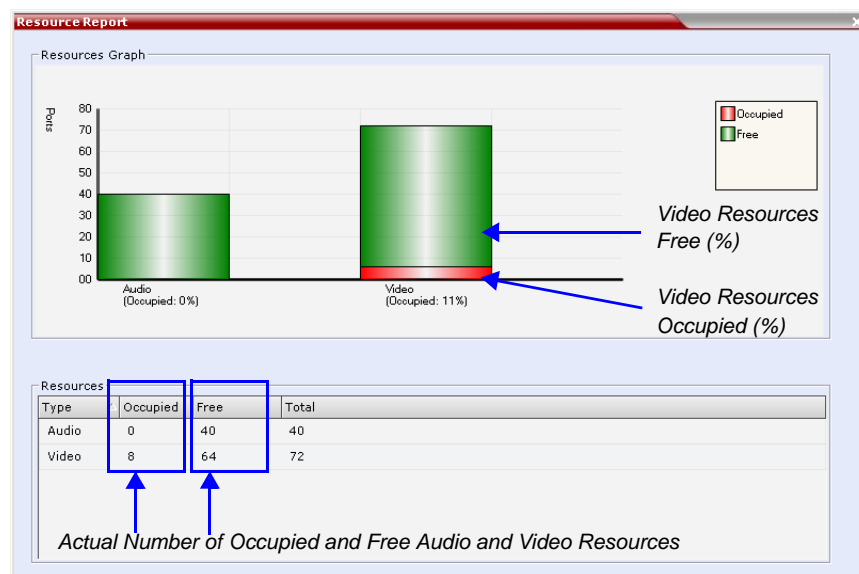 Resource Report
x
Resources Graph
Ports
80
70
60
50
40
30
20
10
00
Audio
(Occupied: 0%)
Video
(Occupied: 11%)
Occupied
Free
Video Resources
Free (%)
Video Resources
Occupied (%)
Resources
Type Occupied Free Total
Audio 0 40 40
Video 8 64 72
Actual Number of Occupied and Free Audio and Video Resources